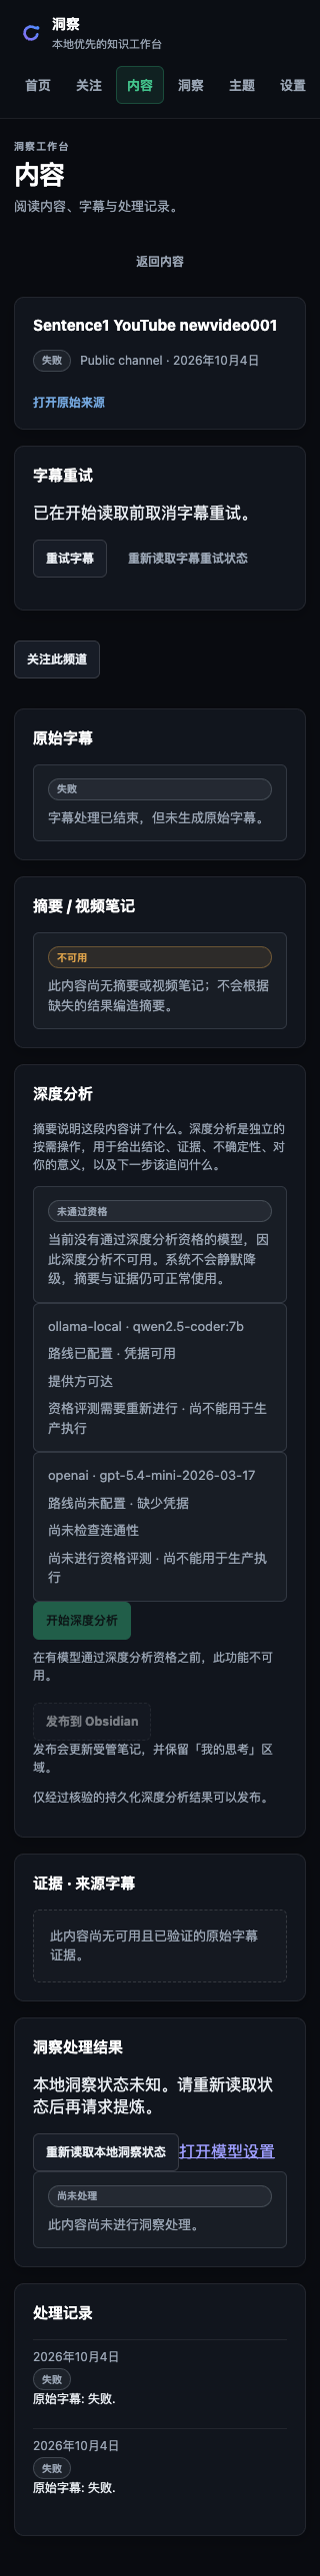 洞察
本地优先的知识工作台
首页 关注 内容 洞察 主题 设置
洞察工作台
内容
阅读内容、字幕与处理记录。
返回内容
Sentence1 YouTube newvideo001
失败 Public channel · 2026年10月4日
打开原始来源
字幕重试
已在开始读取前取消字幕重试。
重试字幕 重新读取字幕重试状态
关注此频道
原始字幕
失败
字幕处理已结束，但未生成原始字幕。
摘要 / 视频笔记
不可用
此内容尚无摘要或视频笔记；不会根据
缺失的结果编造摘要。
深度分析
摘要说明这段内容讲了什么。深度分析是独立的
按需操作，用于给出结论、证据、不确定性、对
你的意义，以及下一步该追问什么。
未通过资格
当前没有通过深度分析资格的模型，因
此深度分析不可用。系统不会静默降
级，摘要与证据仍可正常使用。
ollama-local · qwen2.5-coder:7b
路线已配置 · 凭据可用
提供方可达
资格评测需要重新进行 · 尚不能用于生
产执行
openai · gpt-5.4-mini-2026-03-17
路线尚未配置 · 缺少凭据
尚未检查连通性
尚未进行资格评测 · 尚不能用于生产执
行
开始深度分析
在有模型通过深度分析资格之前，此功能不可
用。
发布到 Obsidian
发布会更新受管笔记，并保留「我的思考」区
域。
仅经过核验的持久化深度分析结果可以发布。
证据 · 来源字幕
此内容尚无可用且已验证的原始字幕
证据。
洞察处理结果
本地洞察状态未知。请重新读取状
态后再请求提炼。
重新读取本地洞察状态 打开模型设置
尚未处理
此内容尚未进行洞察处理。
处理记录
2026年10月4日
失败
原始字幕: 失败.
2026年10月4日
失败
原始字幕: 失败.